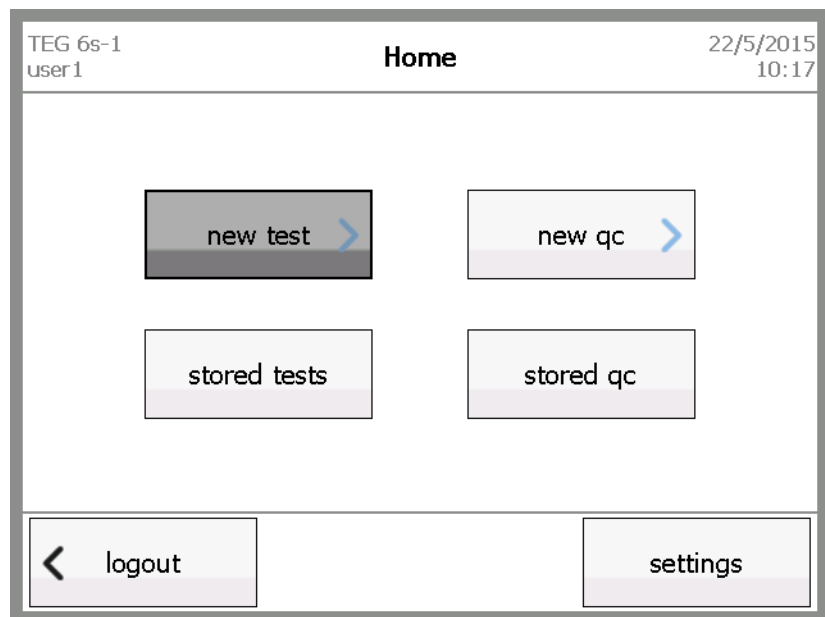 TEG 6s-1
user1
Home
22/5/2015
10:17
new test
new qc
stored tests
stored qc
logout
settings